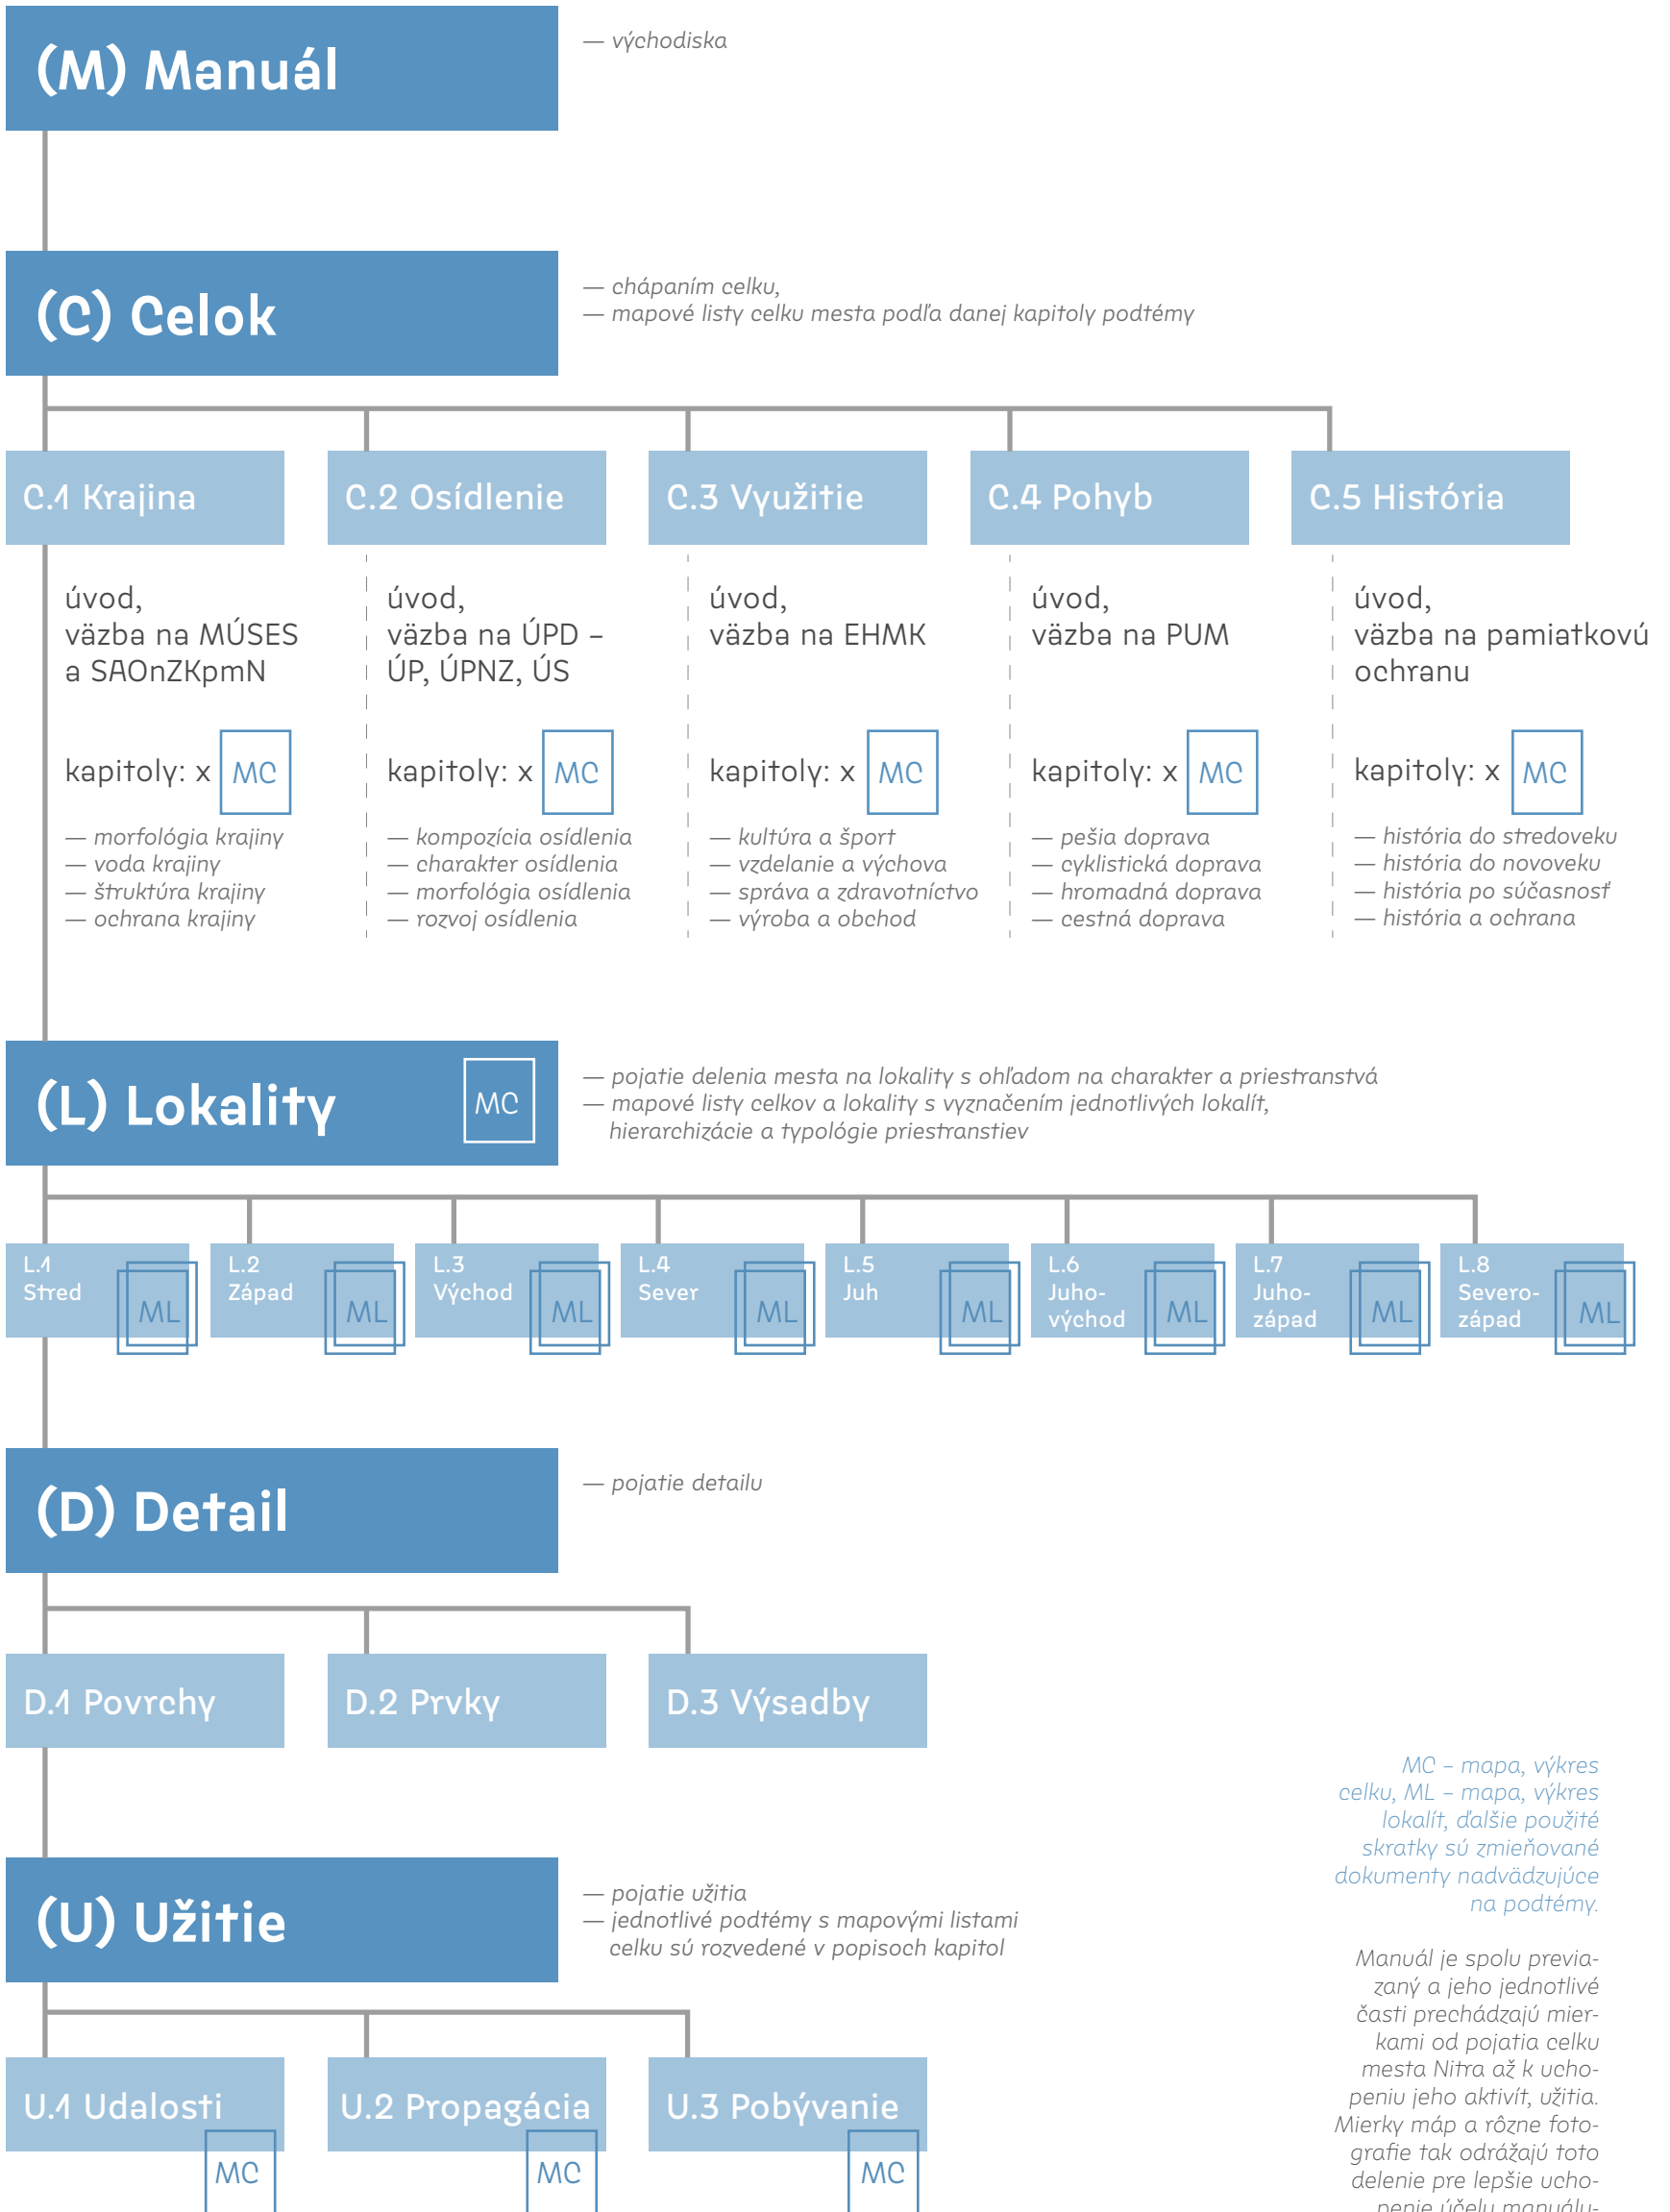 (M) Manuál
— východiska
(C) Celok
— chápaním celku,
— mapové listy celku mesta podľa danej kapitoly podtémy
C.1 Krajina
C.2 Osídlenie
C.3 Využitie
C.4 Pohyb
C.5 História
úvod,
väzba na MÚSES
a SAOnZKpmN
kapitoly: x MC
— morfológia krajiny
— voda krajiny
— štruktúra krajiny
— ochrana krajiny
úvod,
väzba na ÚPD –
ÚP, ÚPNZ, ÚS
kapitoly: x MC
— kompozícia osídlenia
— charakter osídlenia
— morfológia osídlenia
— rozvoj osídlenia
úvod,
väzba na EHMK
kapitoly: x MC
— kultúra a šport
— vzdelanie a výchova
— správa a zdravotníctvo
— výroba a obchod
úvod,
väzba na PUM
kapitoly: x MC
— pešia doprava
— cyklistická doprava
— hromadná doprava
— cestná doprava
úvod,
väzba na pamiatkovú
ochranu
kapitoly: x MC
— história do stredoveku
— história do novoveku
— história po súčasnosť
— história a ochrana
(L) Lokality MC
— pojatie delenia mesta na lokality s ohľadom na charakter a priestranstvá
— mapové listy celkov a lokality s vyznačením jednotlivých lokalít,
hierarchizácie a typológie priestranstiev
L.1
Stred
ML
L.2
Západ
ML
L.3
Východ
ML
L.4
Sever
ML
L.5
Juh
ML
L.6
Juho-
východ
ML
L.7
Juho-
západ
ML
L.8
Severo-
západ
ML
(D) Detail
— pojatie detailu
D.1 Povrchy
D.2 Prvky
D.3 Výsadby
(U) Užitie
— pojatie užitia
— jednotlivé podtémy s mapovými listami
celku sú rozvedené v popisoch kapitol
U.1 Udalosti
MC
U.2 Propagácia
MC
U.3 Pobývanie
MC
MC – mapa, výkres
celku, ML – mapa, výkres
lokalít, ďalšie použité
skratky sú zmieňované
dokumenty nadvädzujúce
na podtémy.
Manuál je spolu previa-
zaný a jeho jednotlivé
časti prechádzajú mier-
kami od pojatia celku
mesta Nitra až k ucho-
peniu jeho aktivít, užitia.
Mierky máp a rôzne foto-
grafie tak odrážajú toto
delenie pre lepšie ucho-
penie účelu manuálu-